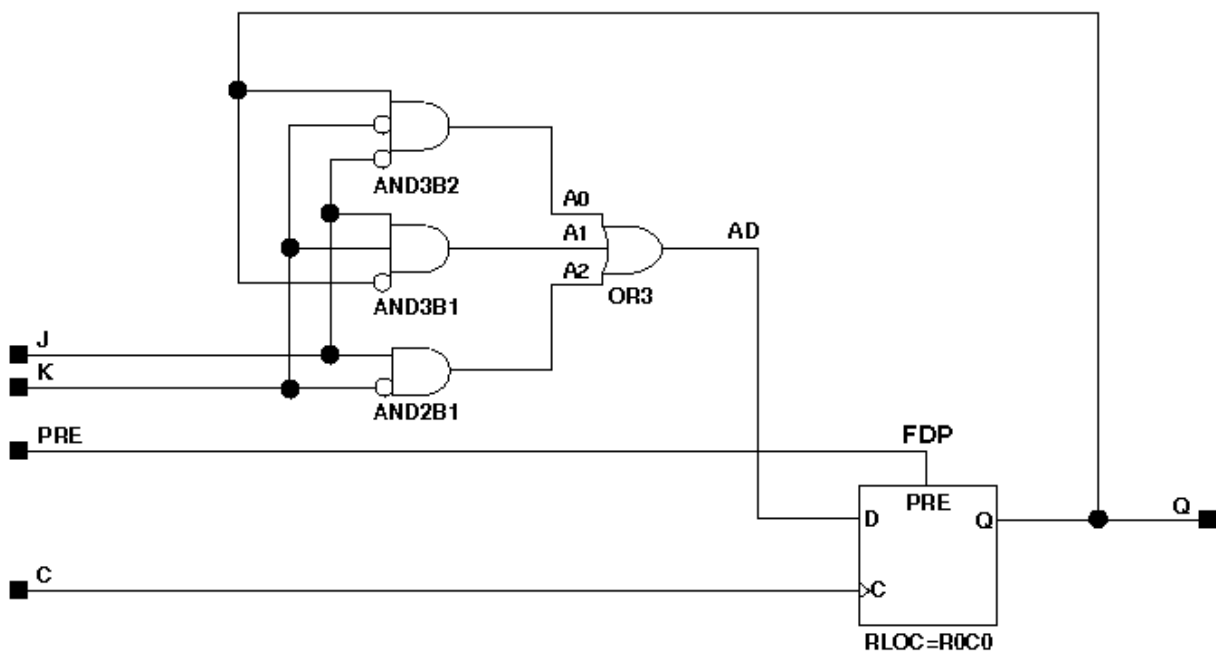 AND3B2
A0
A1
AD
A2
AND3B1
OR3
J
K
AND2B1
PRE
FDP
PRE
D
Q
Q
C
C
RLOC=R0C0